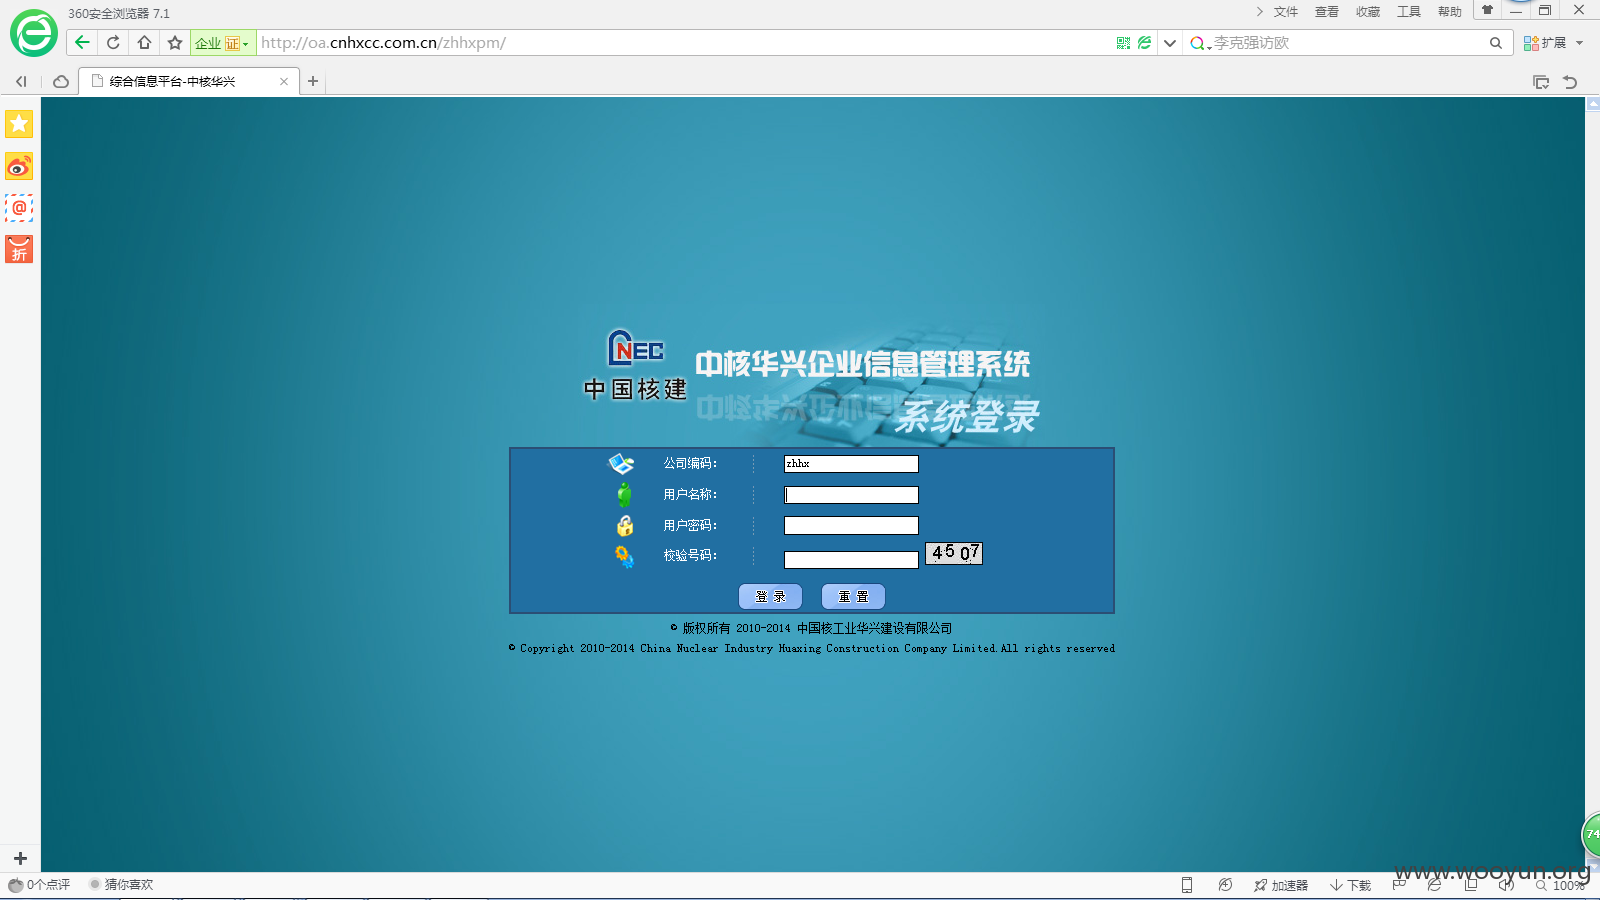 360安全浏览器 7.1
文件 查看 收藏 工具 帮助
企业 证 http://oa.cnhxcc.com.cn/zhhxpm/ 李克强访欧 扩展
综合信息平台-中核华兴
@
折
CNEC
中国核建
中核华兴企业信息管理系统
系统登录
公司编码: zhhx
用户名称:
用户密码:
校验号码: 4507
登 录 重 置
© 版权所有 2010-2014 中国核工业华兴建设有限公司
© Copyright 2010-2014 China Nuclear Industry Huaxing Construction Company Limited.All rights reserved
74
www.wooyun.org
0个点评 猜你喜欢 加速器 下载 100%